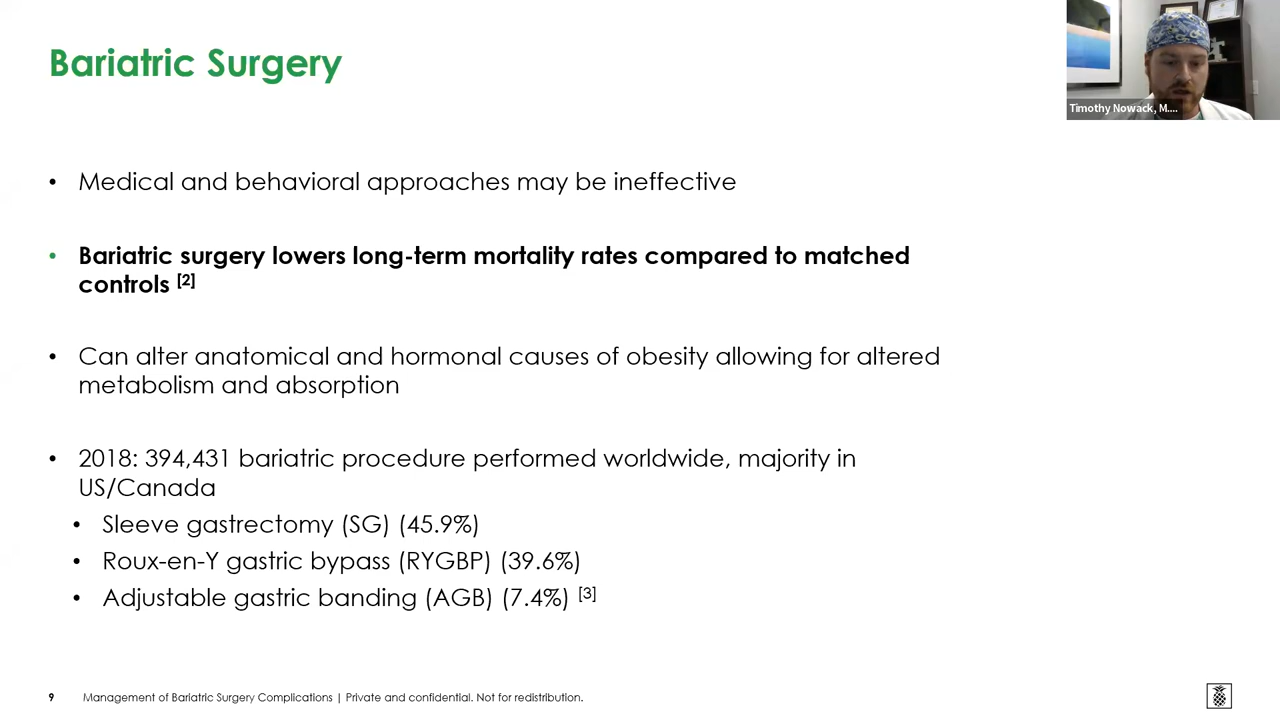 Bariatric Surgery
Timothy Nowack, M....
• Medical and behavioral approaches may be ineffective
• Bariatric surgery lowers long-term mortality rates compared to matched
controls [2]
• Can alter anatomical and hormonal causes of obesity allowing for altered
metabolism and absorption
• 2018: 394,431 bariatric procedure performed worldwide, majority in
US/Canada
• Sleeve gastrectomy (SG) (45.9%)
• Roux-en-Y gastric bypass (RYGBP) (39.6%)
• Adjustable gastric banding (AGB) (7.4%) [3]
9 Management of Bariatric Surgery Complications | Private and confidential. Not for redistribution.